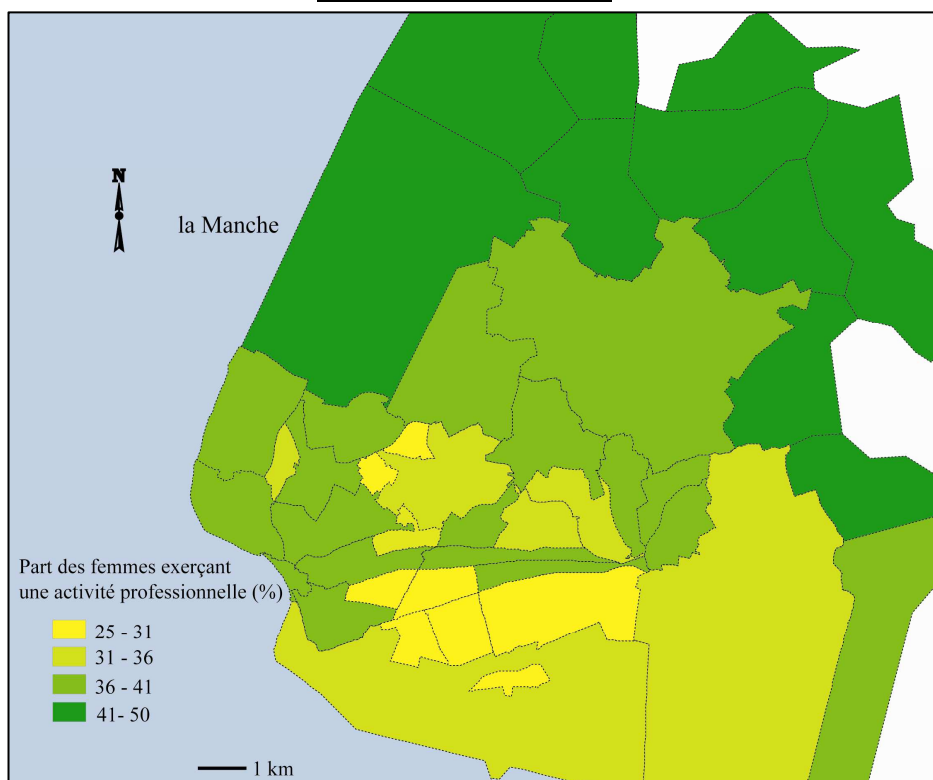 N
la Manche
Part des femmes exerçant
une activité professionnelle (%)
25 - 31
31 - 36
36 - 41
41- 50
1 km